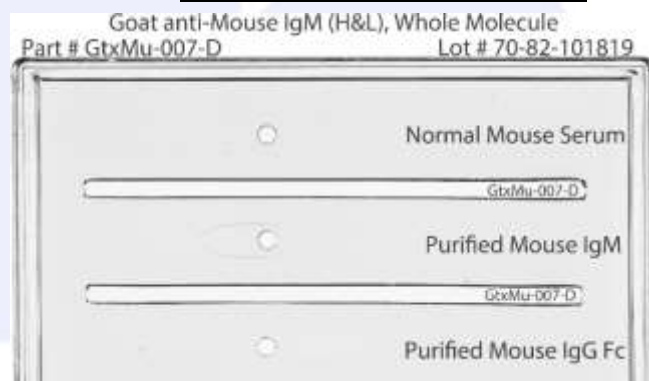 Goat anti-Mouse IgM (H&L), Whole Molecule
Part # GtxMu-007-D Lot # 70-82-101819
Normal Mouse Serum
GtxMu-007-D
Purified Mouse IgM
GtxMu-007-D
Purified Mouse IgG Fc